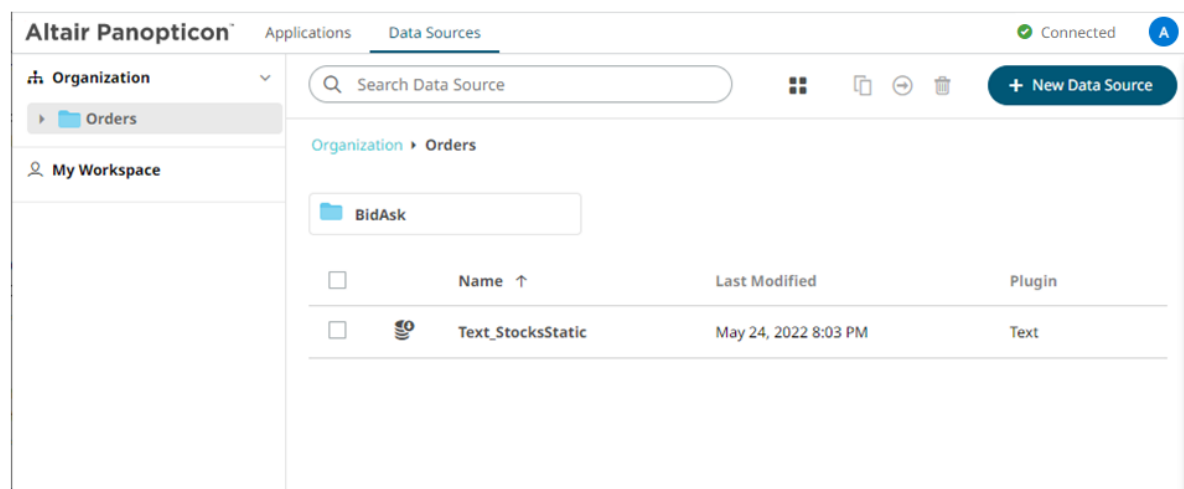 Altair Panopticon™ Applications Data Sources Connected A
Organization
Orders
My Workspace
Search Data Source + New Data Source
Organization ▸ Orders
BidAsk
Name ↑ Last Modified Plugin
Text_StocksStatic May 24, 2022 8:03 PM Text